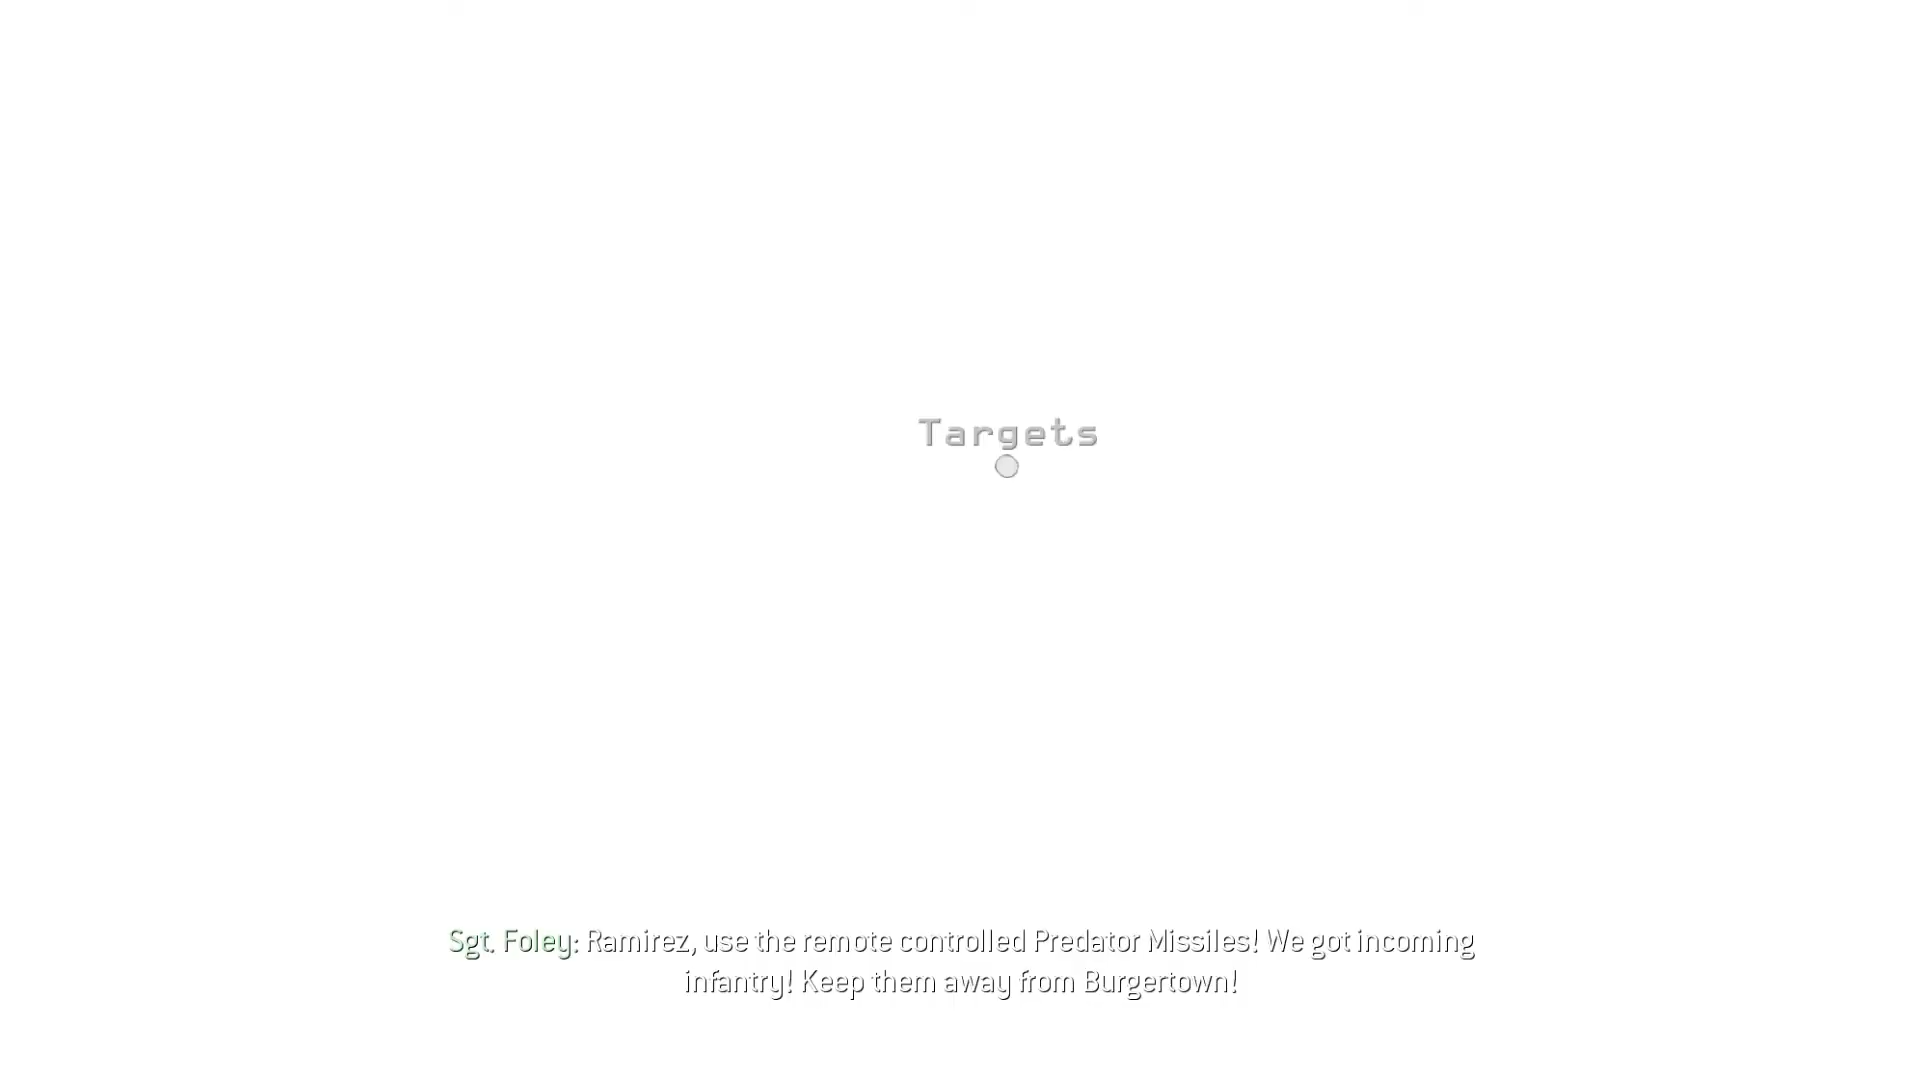 Targets
Sgt. Foley: Ramirez, use the remote controlled Predator Missiles! We got incoming
infantry! Keep them away from Burgertown!